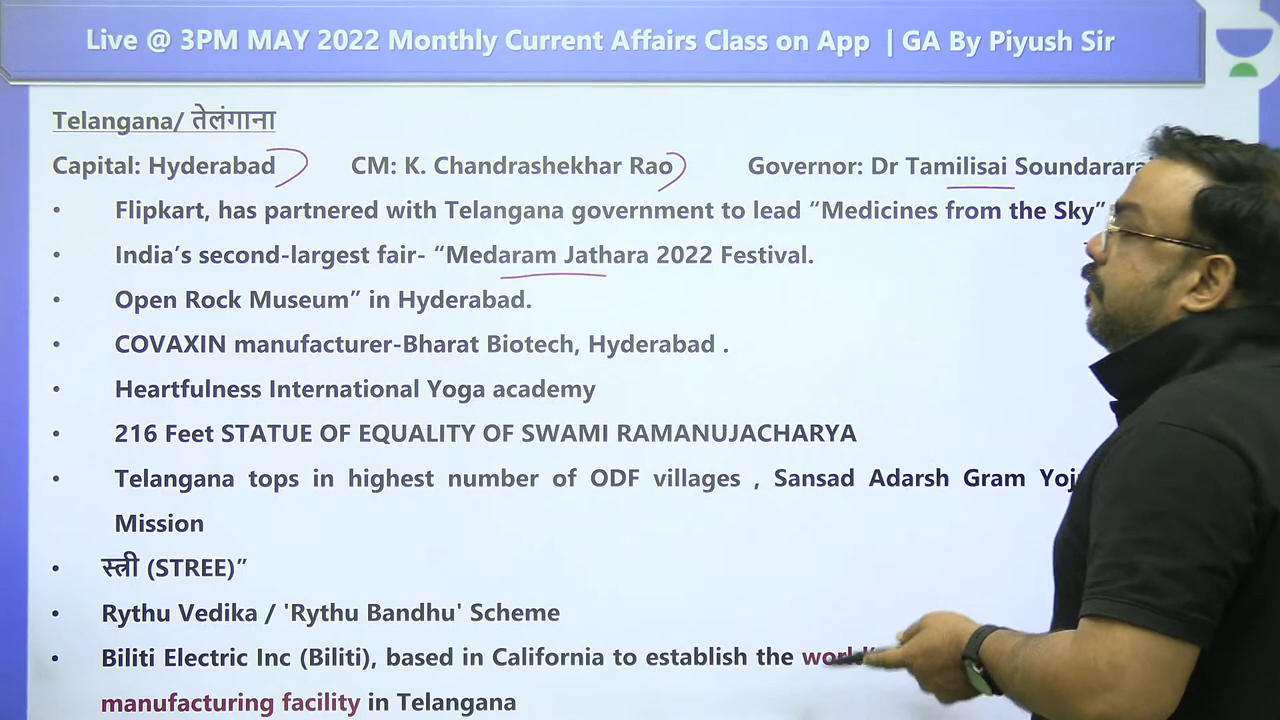 Live @ 3PM MAY 2022 Monthly Current Affairs Class on App | GA By Piyush Sir
Telangana/ तेलंगाना
Capital: Hyderabad CM: K. Chandrashekhar Rao Governor: Dr Tamilisai
• Flipkart, has partnered with Telangana government to lead “Medicines from the Sky”
• India’s second-largest fair- “Medaram Jathara 2022 Festival.
• Open Rock Museum” in Hyderabad.
• COVAXIN manufacturer-Bharat Biotech, Hyderabad .
• Heartfulness International Yoga academy
• 216 Feet STATUE OF EQUALITY OF SWAMI RAMANUJACHARYA
• Telangana tops in highest number of ODF villages , Sansad Adarsh Gram
Mission
• स्त्री (STREE)”
• Rythu Vedika / 'Rythu Bandhu' Scheme
• Biliti Electric Inc (Biliti), based in California to establish the
manufacturing facility in Telangana